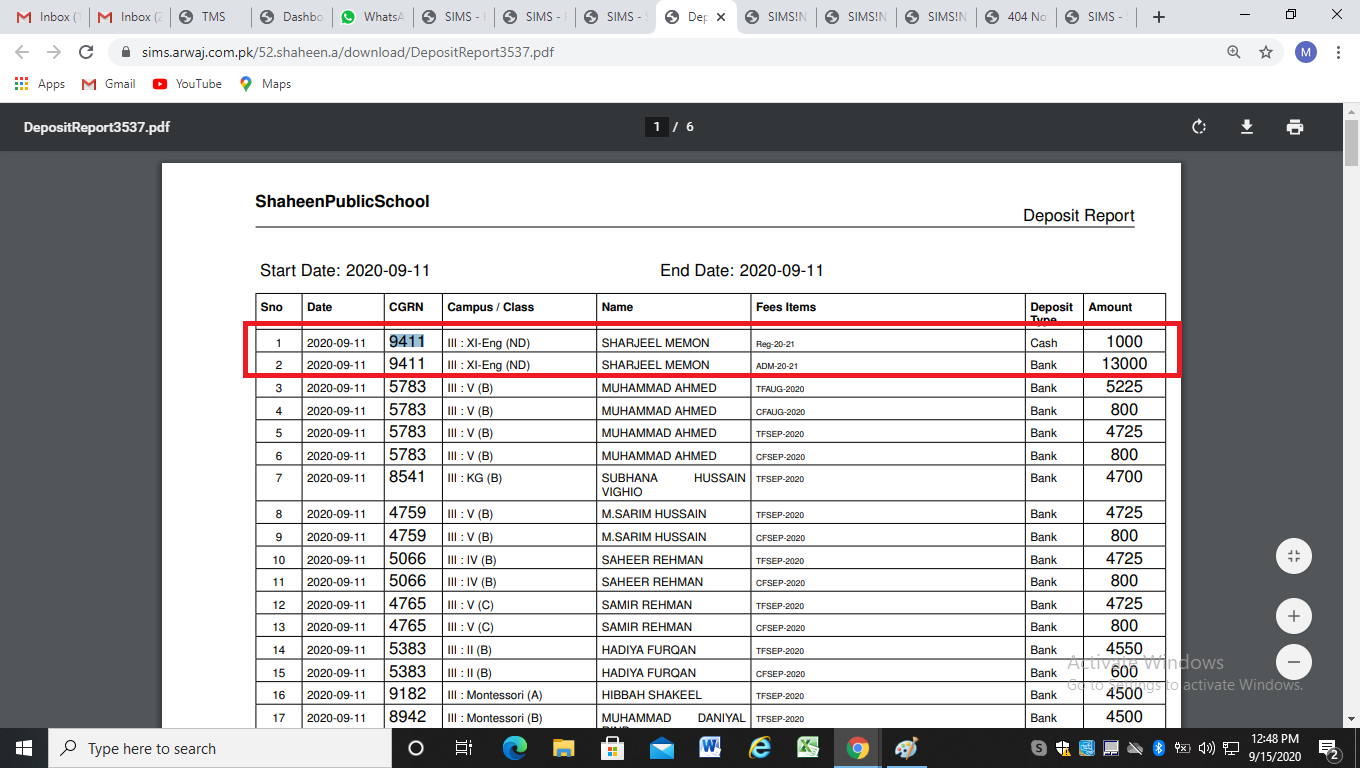 Inbox (1
Inbox (2
TMS
Dashbo
WhatsA
SIMS -
SIMS -
SIMS -
Dep
SIMS!N
SIMS!N
SIMS!N
404 No
SIMS -
sims.arwaj.com.pk/52.shaheen.a/download/DepositReport3537.pdf
M
Apps
Gmail
YouTube
Maps
DepositReport3537.pdf
1 / 6
ShaheenPublicSchool
Deposit Report
Start Date: 2020-09-11 End Date: 2020-09-11
Sno Date CGRN Campus / Class Name Fees Items Deposit Type Amount
1 2020-09-11 9411 III : XI-Eng (ND) SHARJEEL MEMON Reg-20-21 Cash 1000
2 2020-09-11 9411 III : XI-Eng (ND) SHARJEEL MEMON ADM-20-21 Bank 13000
3 2020-09-11 5783 III : V (B) MUHAMMAD AHMED TFAUG-2020 Bank 5225
4 2020-09-11 5783 III : V (B) MUHAMMAD AHMED CFAUG-2020 Bank 800
5 2020-09-11 5783 III : V (B) MUHAMMAD AHMED TFSEP-2020 Bank 4725
6 2020-09-11 5783 III : V (B) MUHAMMAD AHMED CFSEP-2020 Bank 800
7 2020-09-11 8541 III : KG (B) SUBHANA HUSSAIN TFSEP-2020 Bank 4700
VIGHIO
8 2020-09-11 4759 III : V (B) M.SARIM HUSSAIN TFSEP-2020 Bank 4725
9 2020-09-11 4759 III : V (B) M.SARIM HUSSAIN CFSEP-2020 Bank 800
10 2020-09-11 5066 III : IV (B) SAHEER REHMAN TFSEP-2020 Bank 4725
11 2020-09-11 5066 III : IV (B) SAHEER REHMAN CFSEP-2020 Bank 800
12 2020-09-11 4765 III : V (C) SAMIR REHMAN TFSEP-2020 Bank 4725
13 2020-09-11 4765 III : V (C) SAMIR REHMAN CFSEP-2020 Bank 800
14 2020-09-11 5383 III : II (B) HADIYA FURQAN TFSEP-2020 Bank 4550
15 2020-09-11 5383 III : II (B) HADIYA FURQAN CFSEP-2020 Bank 600
16 2020-09-11 9182 III : Montessori (A) HIBBAH SHAKEEL TFSEP-2020 Bank 4500
17 2020-09-11 8942 III : Montessori (B) MUHAMMAD DANIYAL TFSEP-2020 Bank 4500
Activate Windows
Go to Settings to activate Windows.
Type here to search
12:48 PM
9/15/2020
2